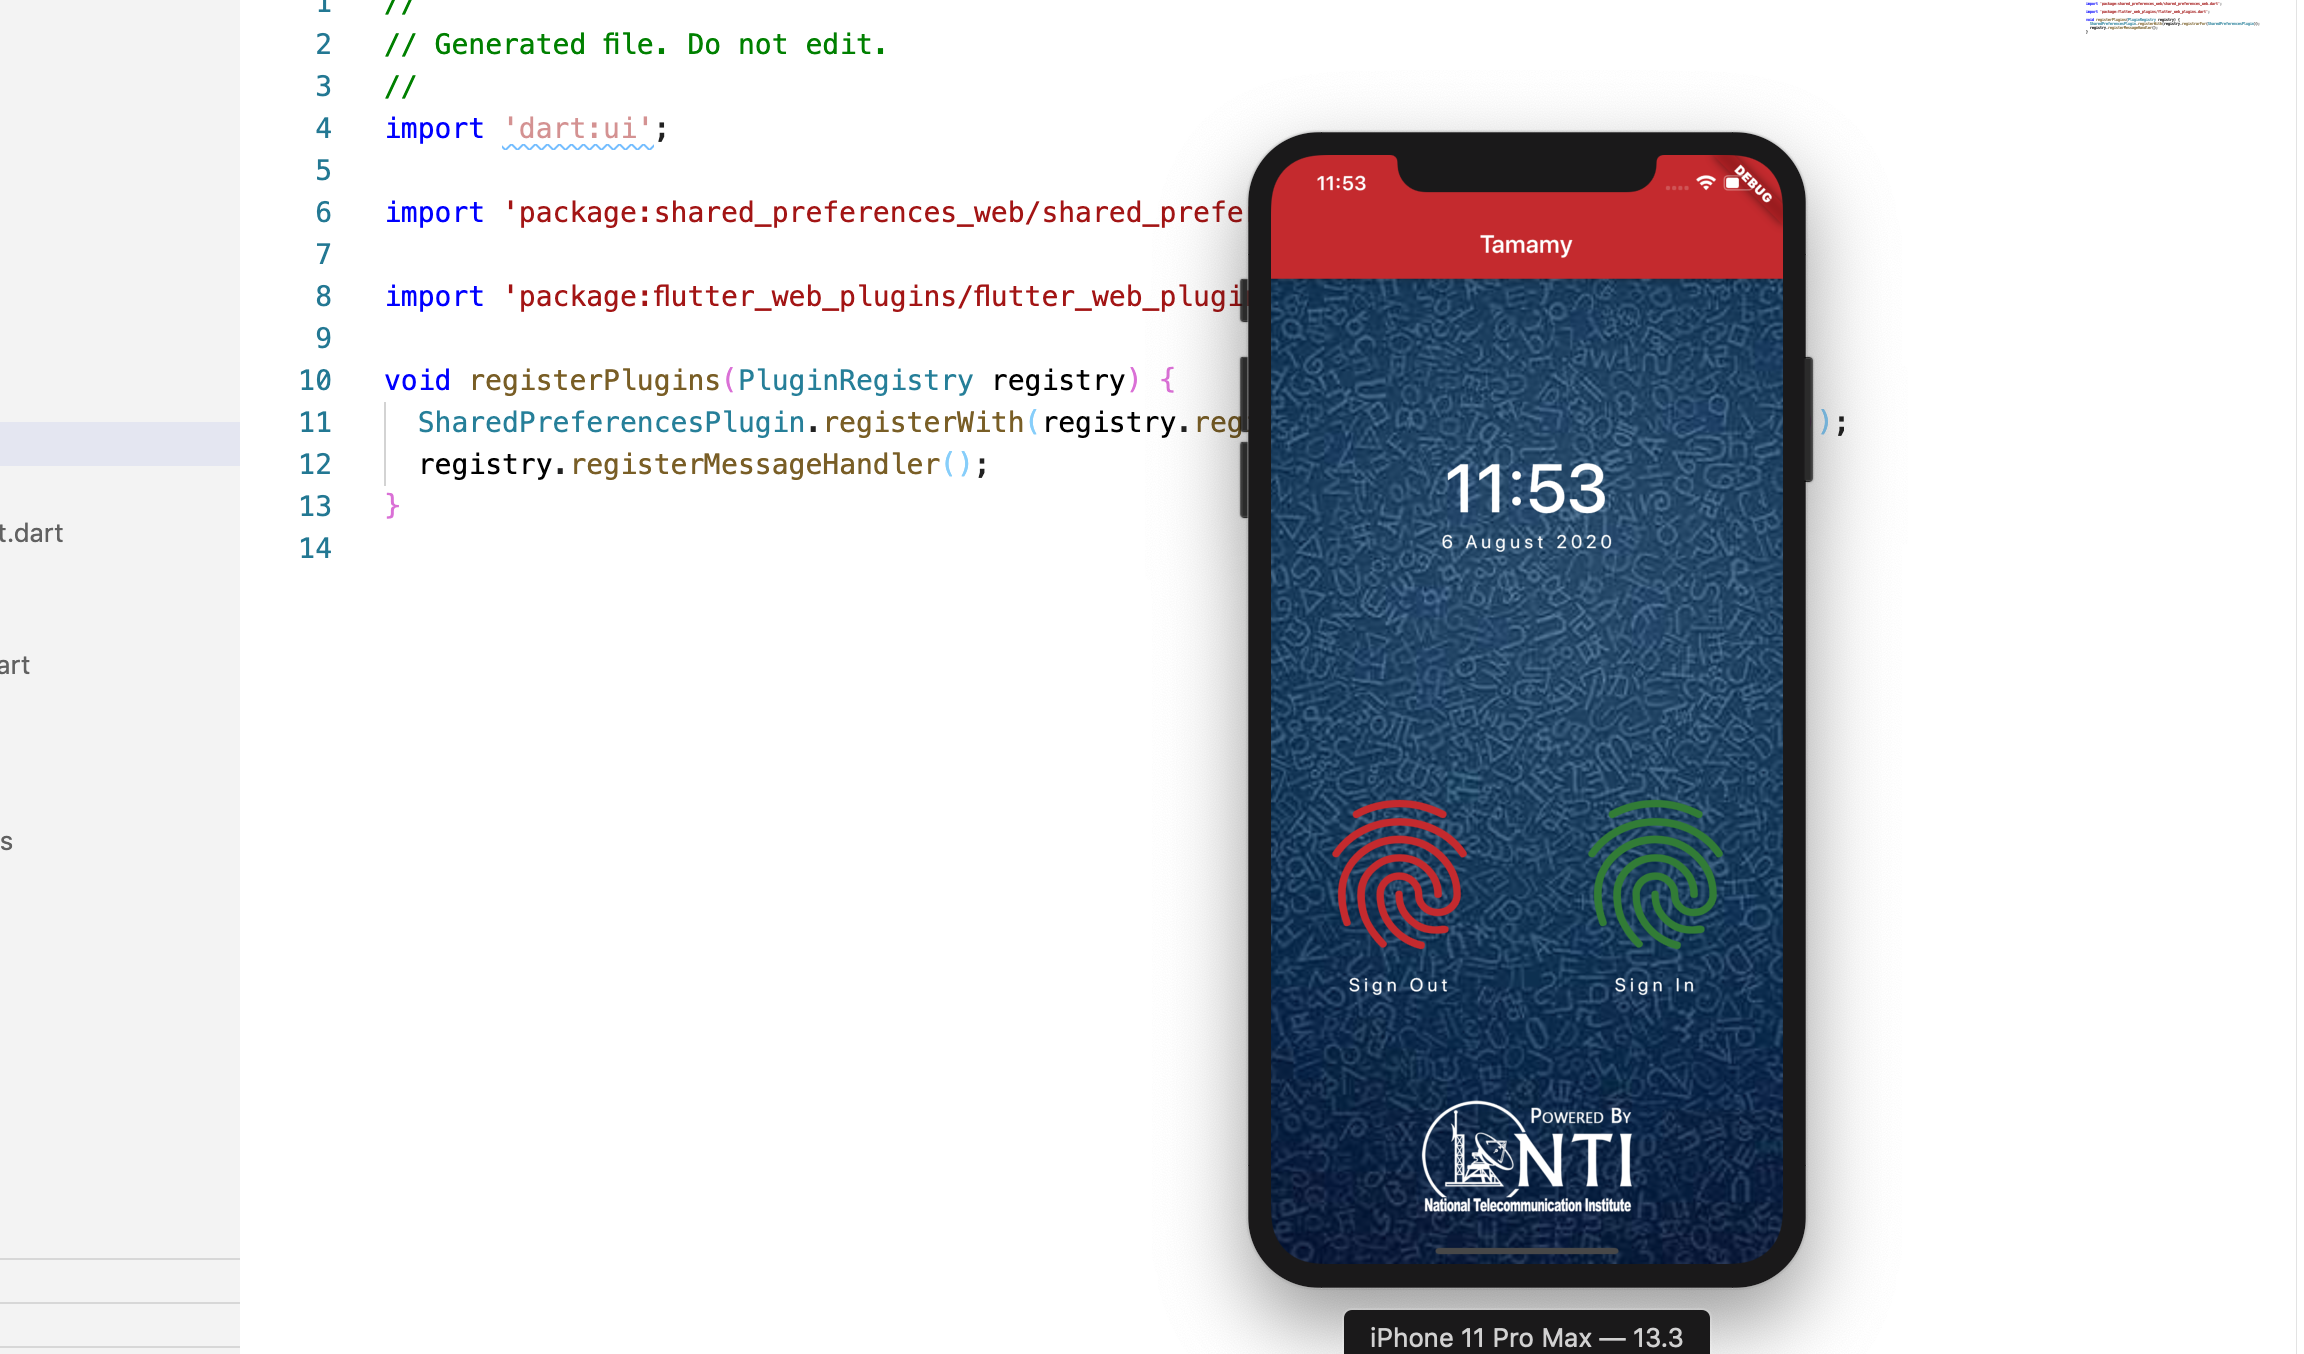 1 //
2 // Generated file. Do not edit.
3 //
4 import 'dart:ui';
5
6 import 'package:shared_preferences_web/shared_prefe
7
8 import 'package:flutter_web_plugins/flutter_web_plugi
9
10 void registerPlugins(PluginRegistry registry) {
11 SharedPreferencesPlugin.registerWith(registry.reg );
12 registry.registerMessageHandler();
13 }
14
t.dart
art
s
11:53
DEBUG
Tamamy
11:53
6 August 2020
Sign Out
Sign In
POWERED BY
NTI
National Telecommunication Institute
iPhone 11 Pro Max — 13.3